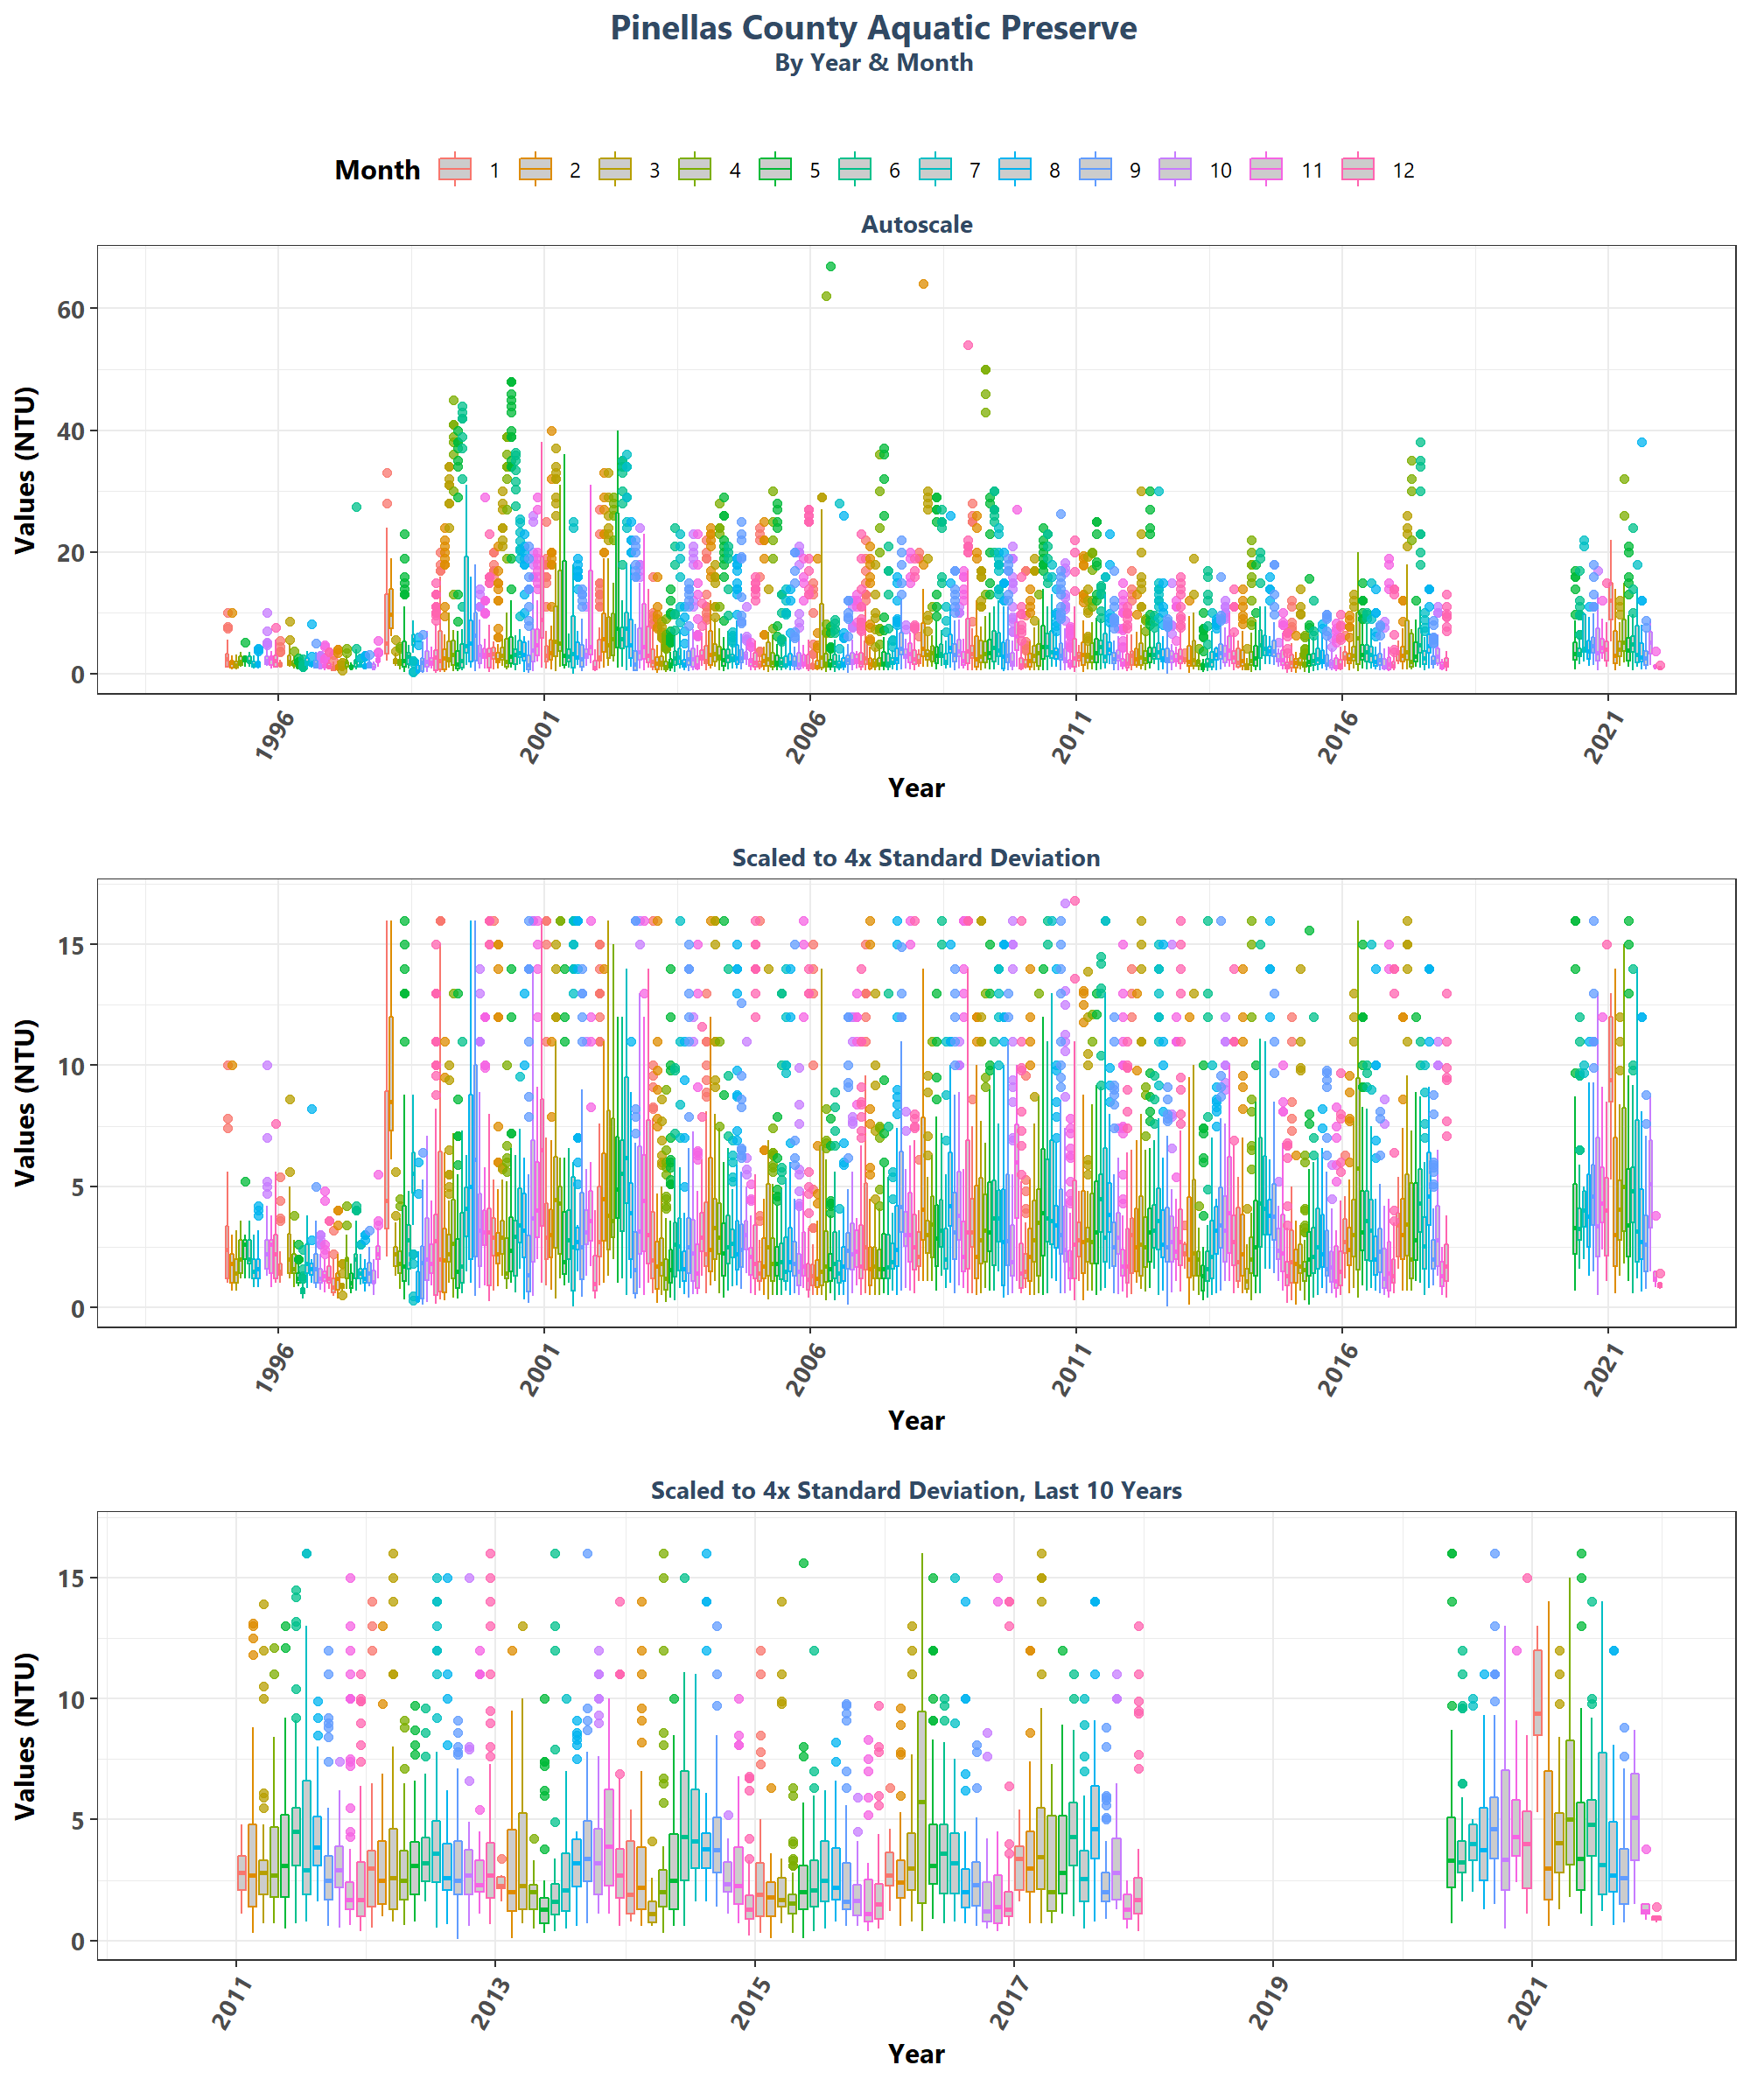 Pinellas County Aquatic Preserve
By Year & Month
Month 1 2 3 4 5 6 7 8 9 10 11 12
Autoscale
Values (NTU)
60
40
20
0
1996 2001 2006 2011 2016 2021
Year
Scaled to 4x Standard Deviation
Values (NTU)
15
10
5
0
1996 2001 2006 2011 2016 2021
Year
Scaled to 4x Standard Deviation, Last 10 Years
Values (NTU)
15
10
5
0
2011 2013 2015 2017 2019 2021
Year